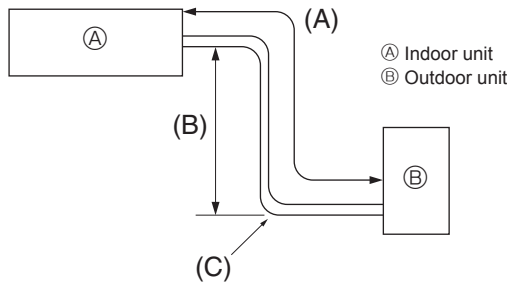 (A)
Ⓐ
Ⓐ Indoor unit
Ⓑ Outdoor unit
(B)
Ⓑ
(C)